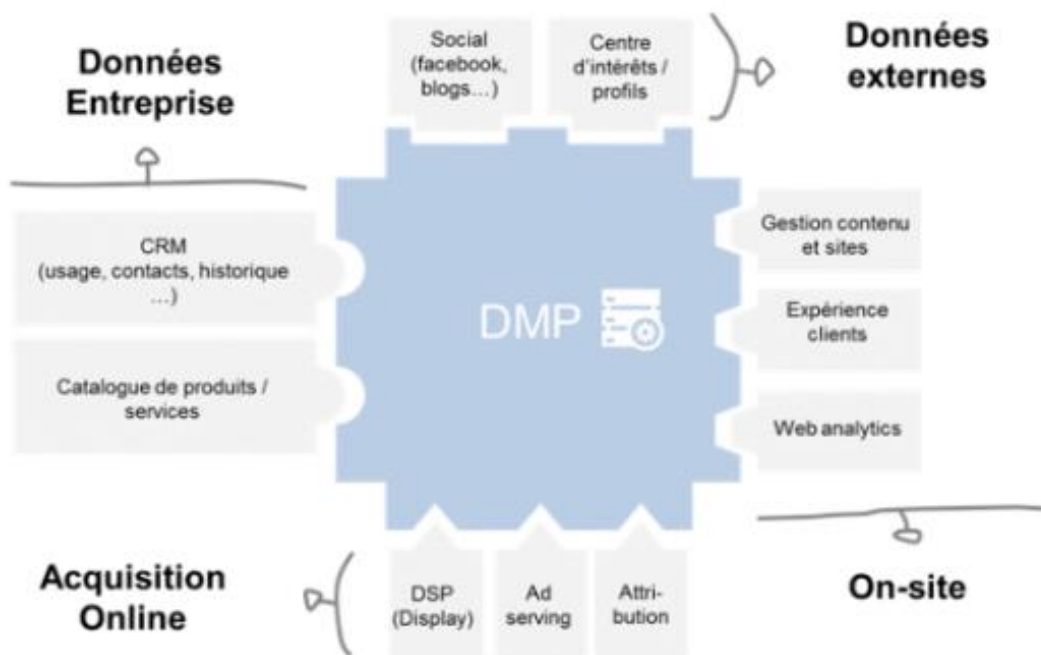 Données
Entreprise
Social
(facebook,
blogs…)
Centre
d'intérêts /
profils
Données
externes
CRM
(usage, contacts, historique
…)
Catalogue de produits /
services
DMP
Gestion contenu
et sites
Expérience
clients
Web analytics
Acquisition
Online
DSP
(Display)
Ad
serving
Attri-
bution
On-site